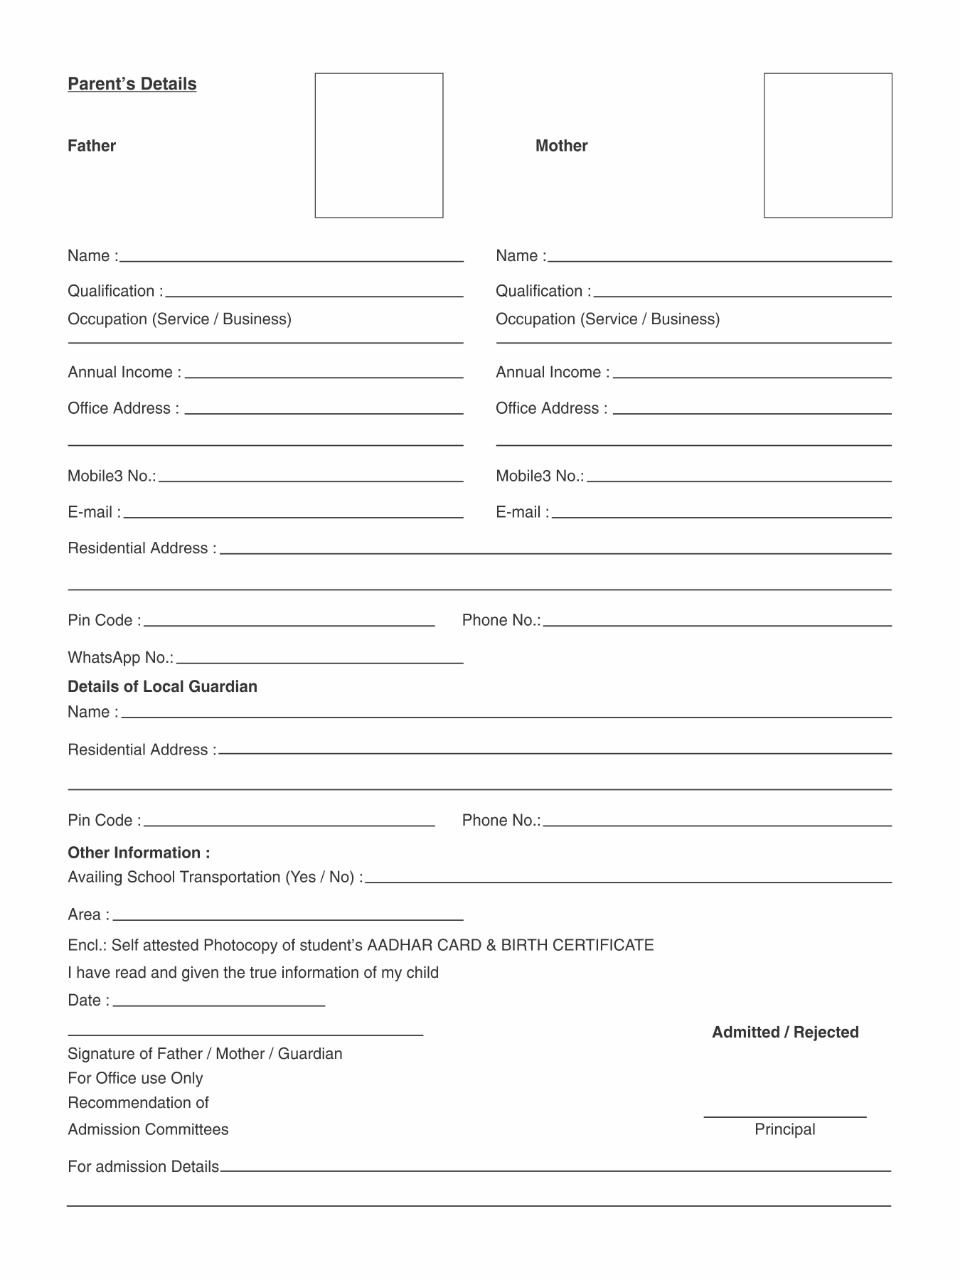 Parent’s Details
Father Mother
Name : Name :
Qualification : Qualification :
Occupation (Service / Business) Occupation (Service / Business)
Annual Income : Annual Income :
Office Address : Office Address :
Mobile3 No.: Mobile3 No.:
E-mail : E-mail :
Residential Address :
Pin Code : Phone No.:
WhatsApp No.:
Details of Local Guardian
Name :
Residential Address :
Pin Code : Phone No.:
Other Information :
Availing School Transportation (Yes / No) :
Area :
Encl.: Self attested Photocopy of student’s AADHAR CARD & BIRTH CERTIFICATE
I have read and given the true information of my child
Date :
Admitted / Rejected
Signature of Father / Mother / Guardian
For Office use Only
Recommendation of
Admission Committees Principal
For admission Details